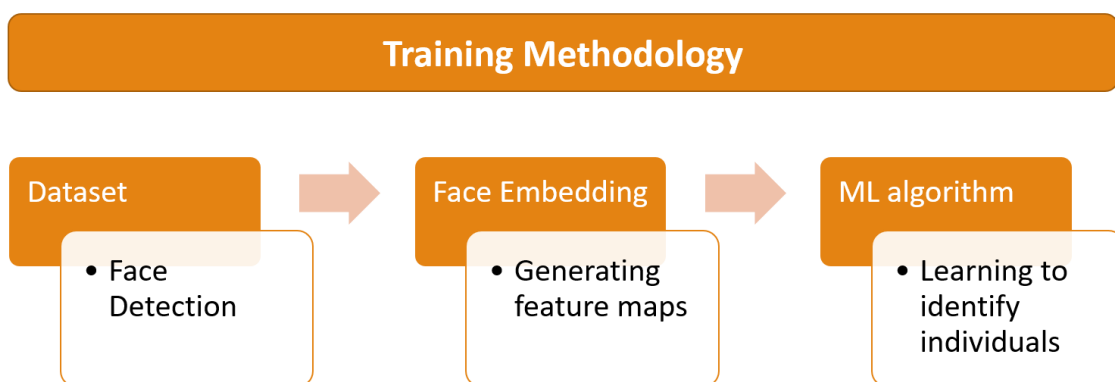 Training Methodology
Dataset
• Face
Detection
Face Embedding
• Generating
feature maps
ML algorithm
• Learning to
identify
individuals